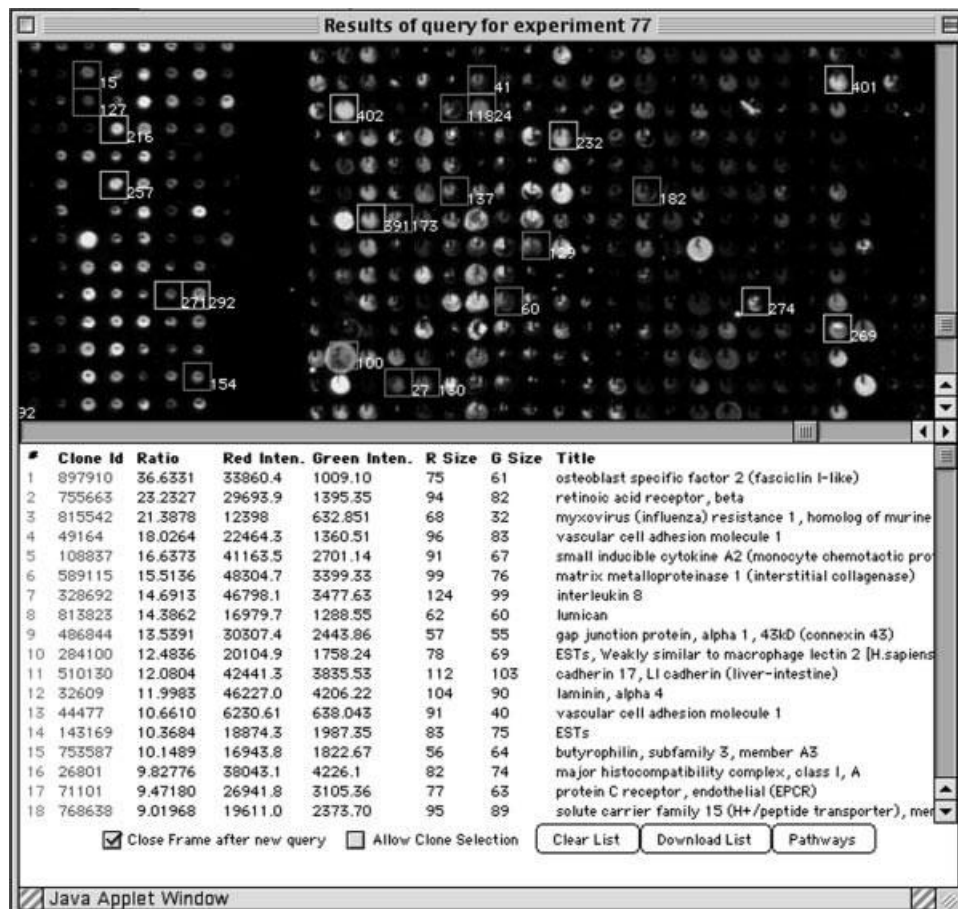 Results of query for experiment 77
15
41
401
127
402
11824
216
232
257
137
182
391173
129
271292
60
274
269
100
154
27 130
92
# Clone Id Ratio Red Inten. Green Inten. R Size G Size Title
1 897910 36.6331 33860.4 1009.10 75 61 osteoblast specific factor 2 (fasciclin I-like)
2 755663 23.2327 29693.9 1395.35 94 82 retinoic acid receptor, beta
3 815542 21.3878 12398 632.851 68 32 myxovirus (influenza) resistance 1, homolog of murine
4 49164 18.0264 22464.3 1360.51 96 83 vascular cell adhesion molecule 1
5 108837 16.6373 41163.5 2701.14 91 67 small inducible cytokine A2 (monocyte chemotactic pro
6 589115 15.5136 48304.7 3399.33 99 76 matrix metalloproteinase 1 (interstitial collagenase)
7 328692 14.6913 46798.1 3477.63 124 99 interleukin 8
8 813823 14.3862 16979.7 1288.55 62 60 lumican
9 486844 13.5391 30307.4 2443.86 57 55 gap junction protein, alpha 1, 43kD (connexin 43)
10 284100 12.4836 20104.9 1758.24 78 69 ESTs, Weakly similar to macrophage lectin 2 [H.sapiens
11 510130 12.0804 42441.3 3835.53 112 103 cadherin 17, LI cadherin (liver-intestine)
12 32609 11.9983 46227.0 4206.22 104 90 laminin, alpha 4
13 44477 10.6610 6230.61 638.043 91 40 vascular cell adhesion molecule 1
14 143169 10.3684 18874.3 1987.35 83 75 ESTs
15 753587 10.1489 16943.8 1822.67 56 64 butyrophilin, subfamily 3, member A3
16 26801 9.82776 38043.1 4226.1 82 74 major histocompatibility complex, class I, A
17 71101 9.47180 26941.8 3105.36 77 63 protein C receptor, endothelial (EPCR)
18 768638 9.01968 19611.0 2373.70 95 89 solute carrier family 15 (H+/peptide transporter), mer
Close Frame after new query Allow Clone Selection Clear List Download List Pathways
Java Applet Window